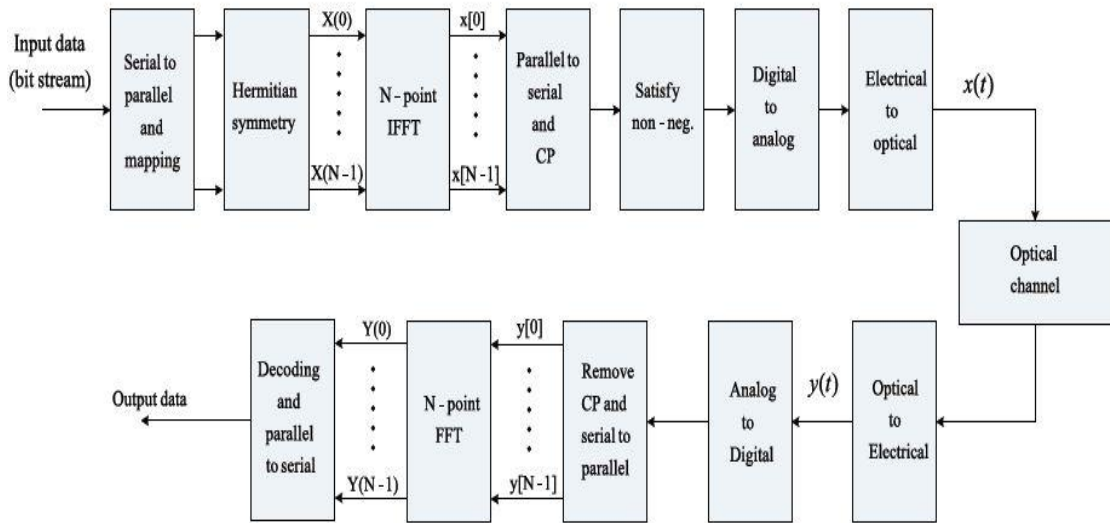 Input data
(bit stream)
Serial to
parallel
and
mapping
Hermitian
symmetry
X(0)
X(N-1)
N - point
IFFT
x[0]
x[N-1]
Parallel to
serial
and
CP
Satisfy
non - neg.
Digital
to
analog
Electrical
to
optical
x(t)
Optical
channel
Optical
to
Electrical
y(t)
Analog
to
Digital
Remove
CP and
serial to
parallel
y[0]
y[N-1]
N - point
FFT
Y(0)
Y(N-1)
Decoding
and
parallel
to serial
Output data